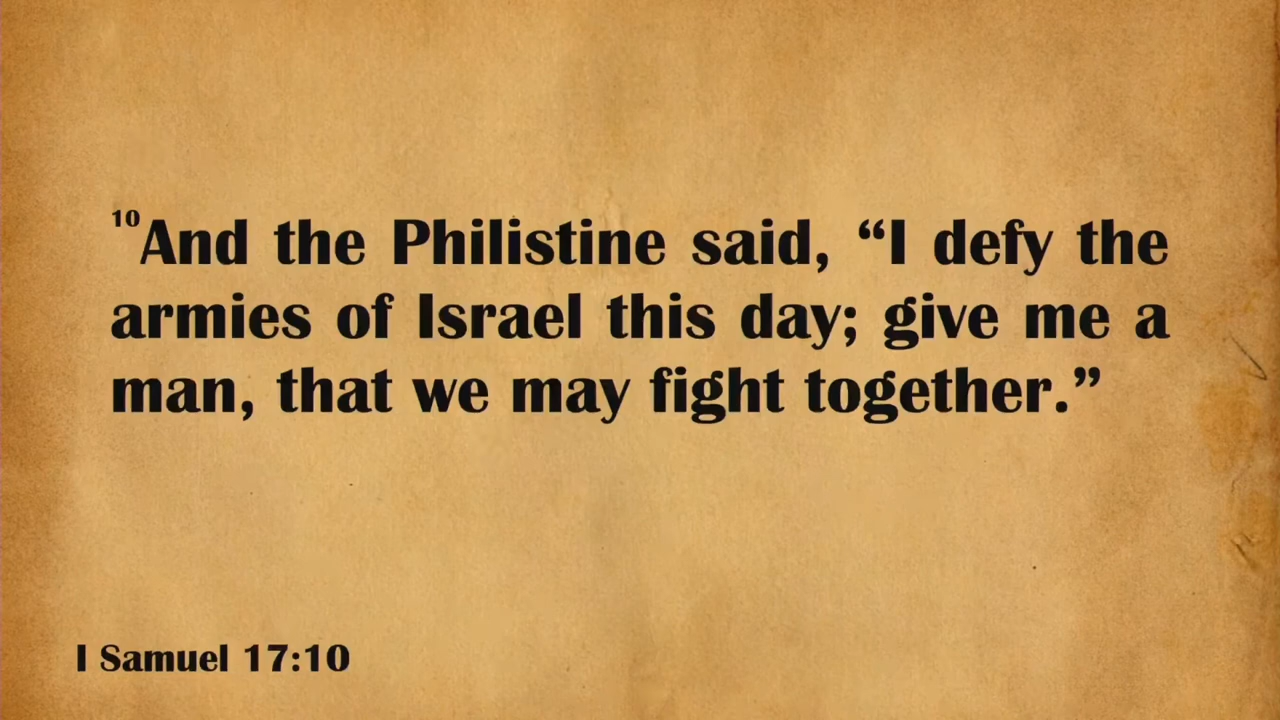 10And the Philistine said, “I defy the
armies of Israel this day; give me a
man, that we may fight together.”
I Samuel 17:10